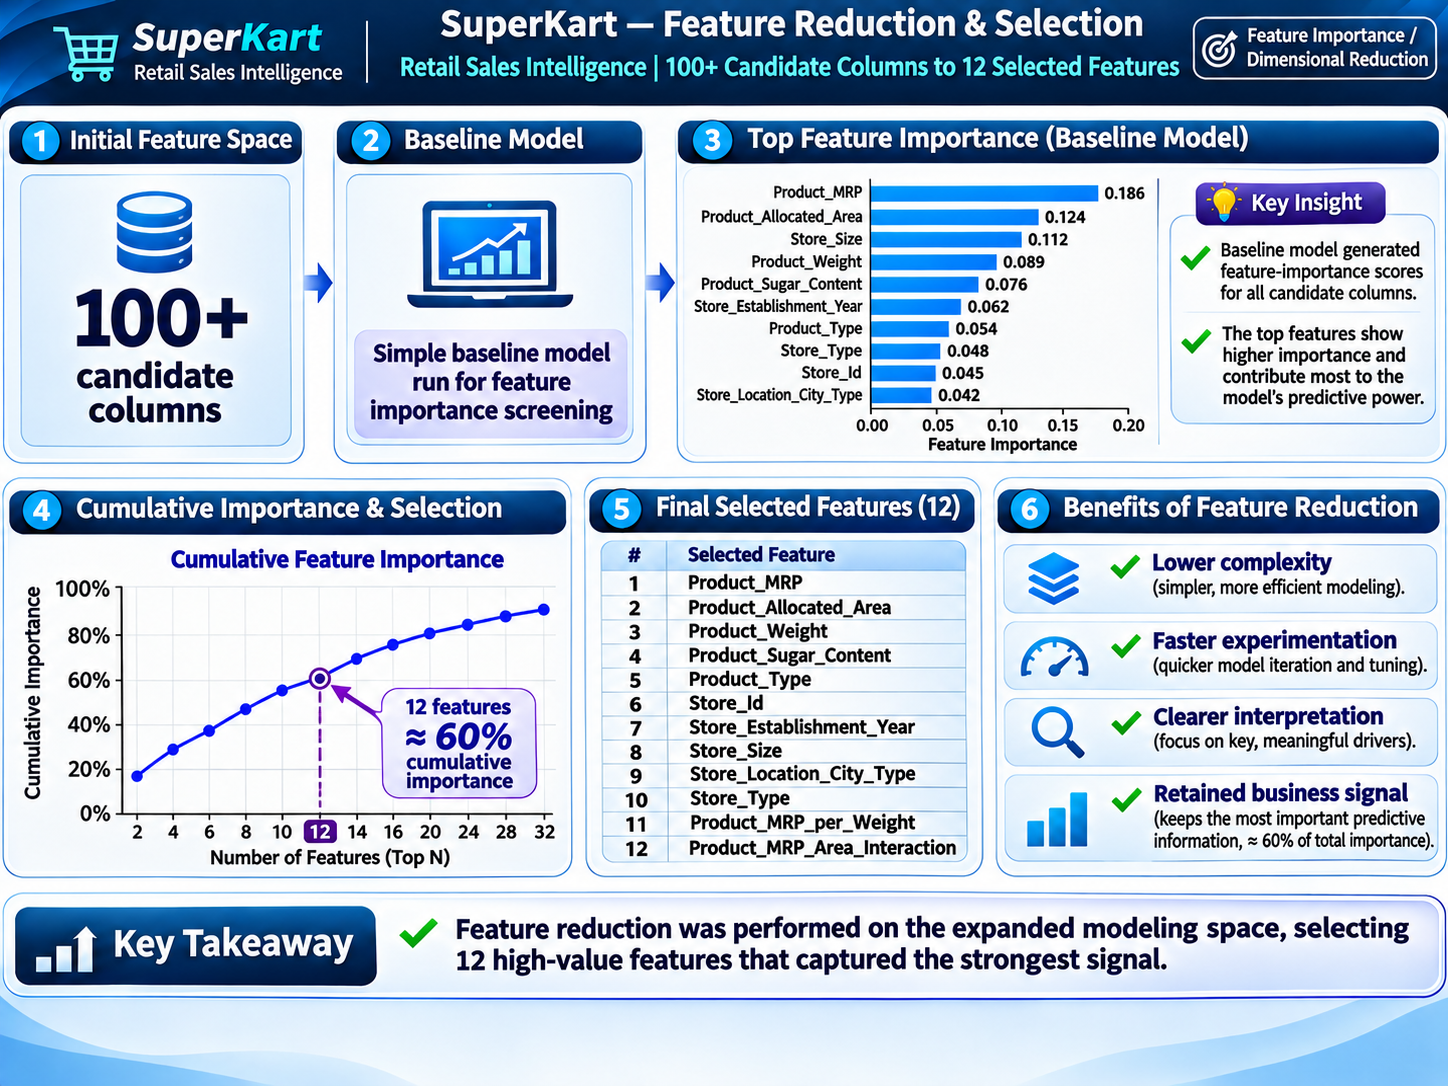 SuperKart
Retail Sales Intelligence
SuperKart — Feature Reduction & Selection
Retail Sales Intelligence | 100+ Candidate Columns to 12 Selected Features
Feature Importance /
Dimensional Reduction
1 Initial Feature Space
100+
candidate
columns
2 Baseline Model
Simple baseline model
run for feature
importance screening
3 Top Feature Importance (Baseline Model)
Product_MRP 0.186
Product_Allocated_Area 0.124
Store_Size 0.112
Product_Weight 0.089
Product_Sugar_Content 0.076
Store_Establishment_Year 0.062
Product_Type 0.054
Store_Type 0.048
Store_Id 0.045
Store_Location_City_Type 0.042
0.00 0.05 0.10 0.15 0.20
Feature Importance
Key Insight
Baseline model generated
feature-importance scores
for all candidate columns.
The top features show
higher importance and
contribute most to the
model's predictive power.
4 Cumulative Importance & Selection
Cumulative Feature Importance
Cumulative Importance
100%
80%
60%
40%
20%
0%
12 features
≈ 60%
cumulative
importance
2 4 6 8 10 12 14 16 20 24 28 32
Number of Features (Top N)
5 Final Selected Features (12)
# Selected Feature
1 Product_MRP
2 Product_Allocated_Area
3 Product_Weight
4 Product_Sugar_Content
5 Product_Type
6 Store_Id
7 Store_Establishment_Year
8 Store_Size
9 Store_Location_City_Type
10 Store_Type
11 Product_MRP_per_Weight
12 Product_MRP_Area_Interaction
6 Benefits of Feature Reduction
Lower complexity
(simpler, more efficient modeling).
Faster experimentation
(quicker model iteration and tuning).
Clearer interpretation
(focus on key, meaningful drivers).
Retained business signal
(keeps the most important predictive
information, ≈ 60% of total importance).
Key Takeaway
Feature reduction was performed on the expanded modeling space, selecting
12 high-value features that captured the strongest signal.